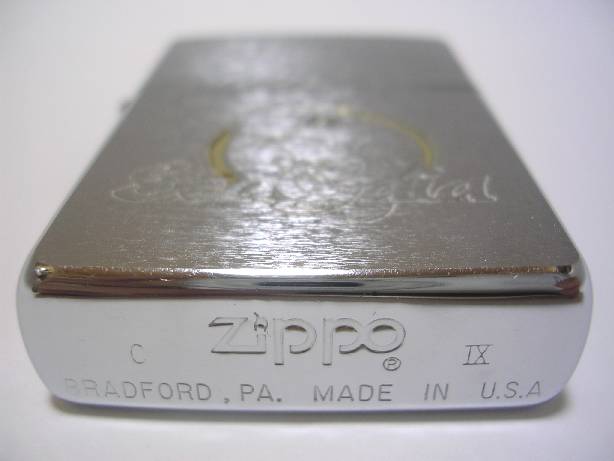 Zippo®
C IX
BRADFORD, PA. MADE IN U.S.A